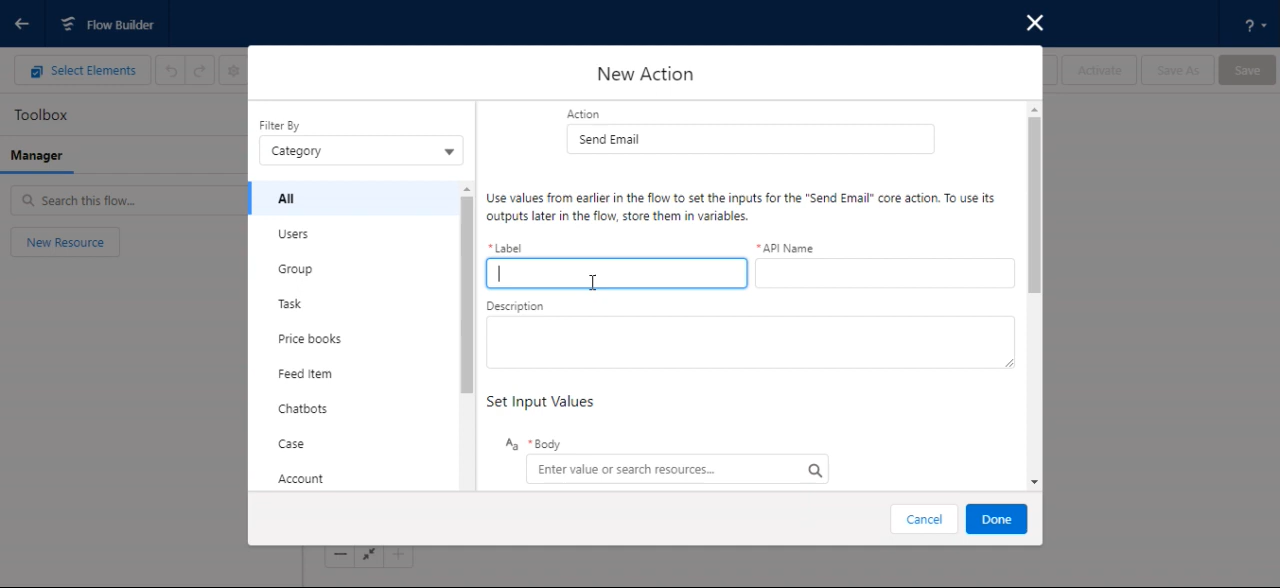 Flow Builder
?
Select Elements
Activate
Save As
Save
Toolbox
Manager
Search this flow...
New Resource
New Action
Filter By
Category
All
Users
Group
Task
Price books
Feed Item
Chatbots
Case
Account
Action
Send Email
Use values from earlier in the flow to set the inputs for the "Send Email" core action. To use its
outputs later in the flow, store them in variables.
* Label
* API Name
Description
Set Input Values
Aa * Body
Enter value or search resources...
Cancel
Done